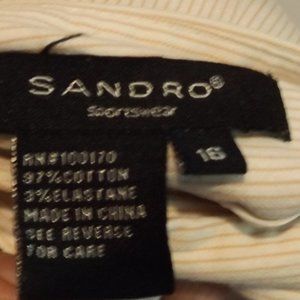 SANDRO®
Sportswear
16
RN#100170
97%COTTON
3%ELASTANE
MADE IN CHINA
SEE REVERSE
FOR CARE